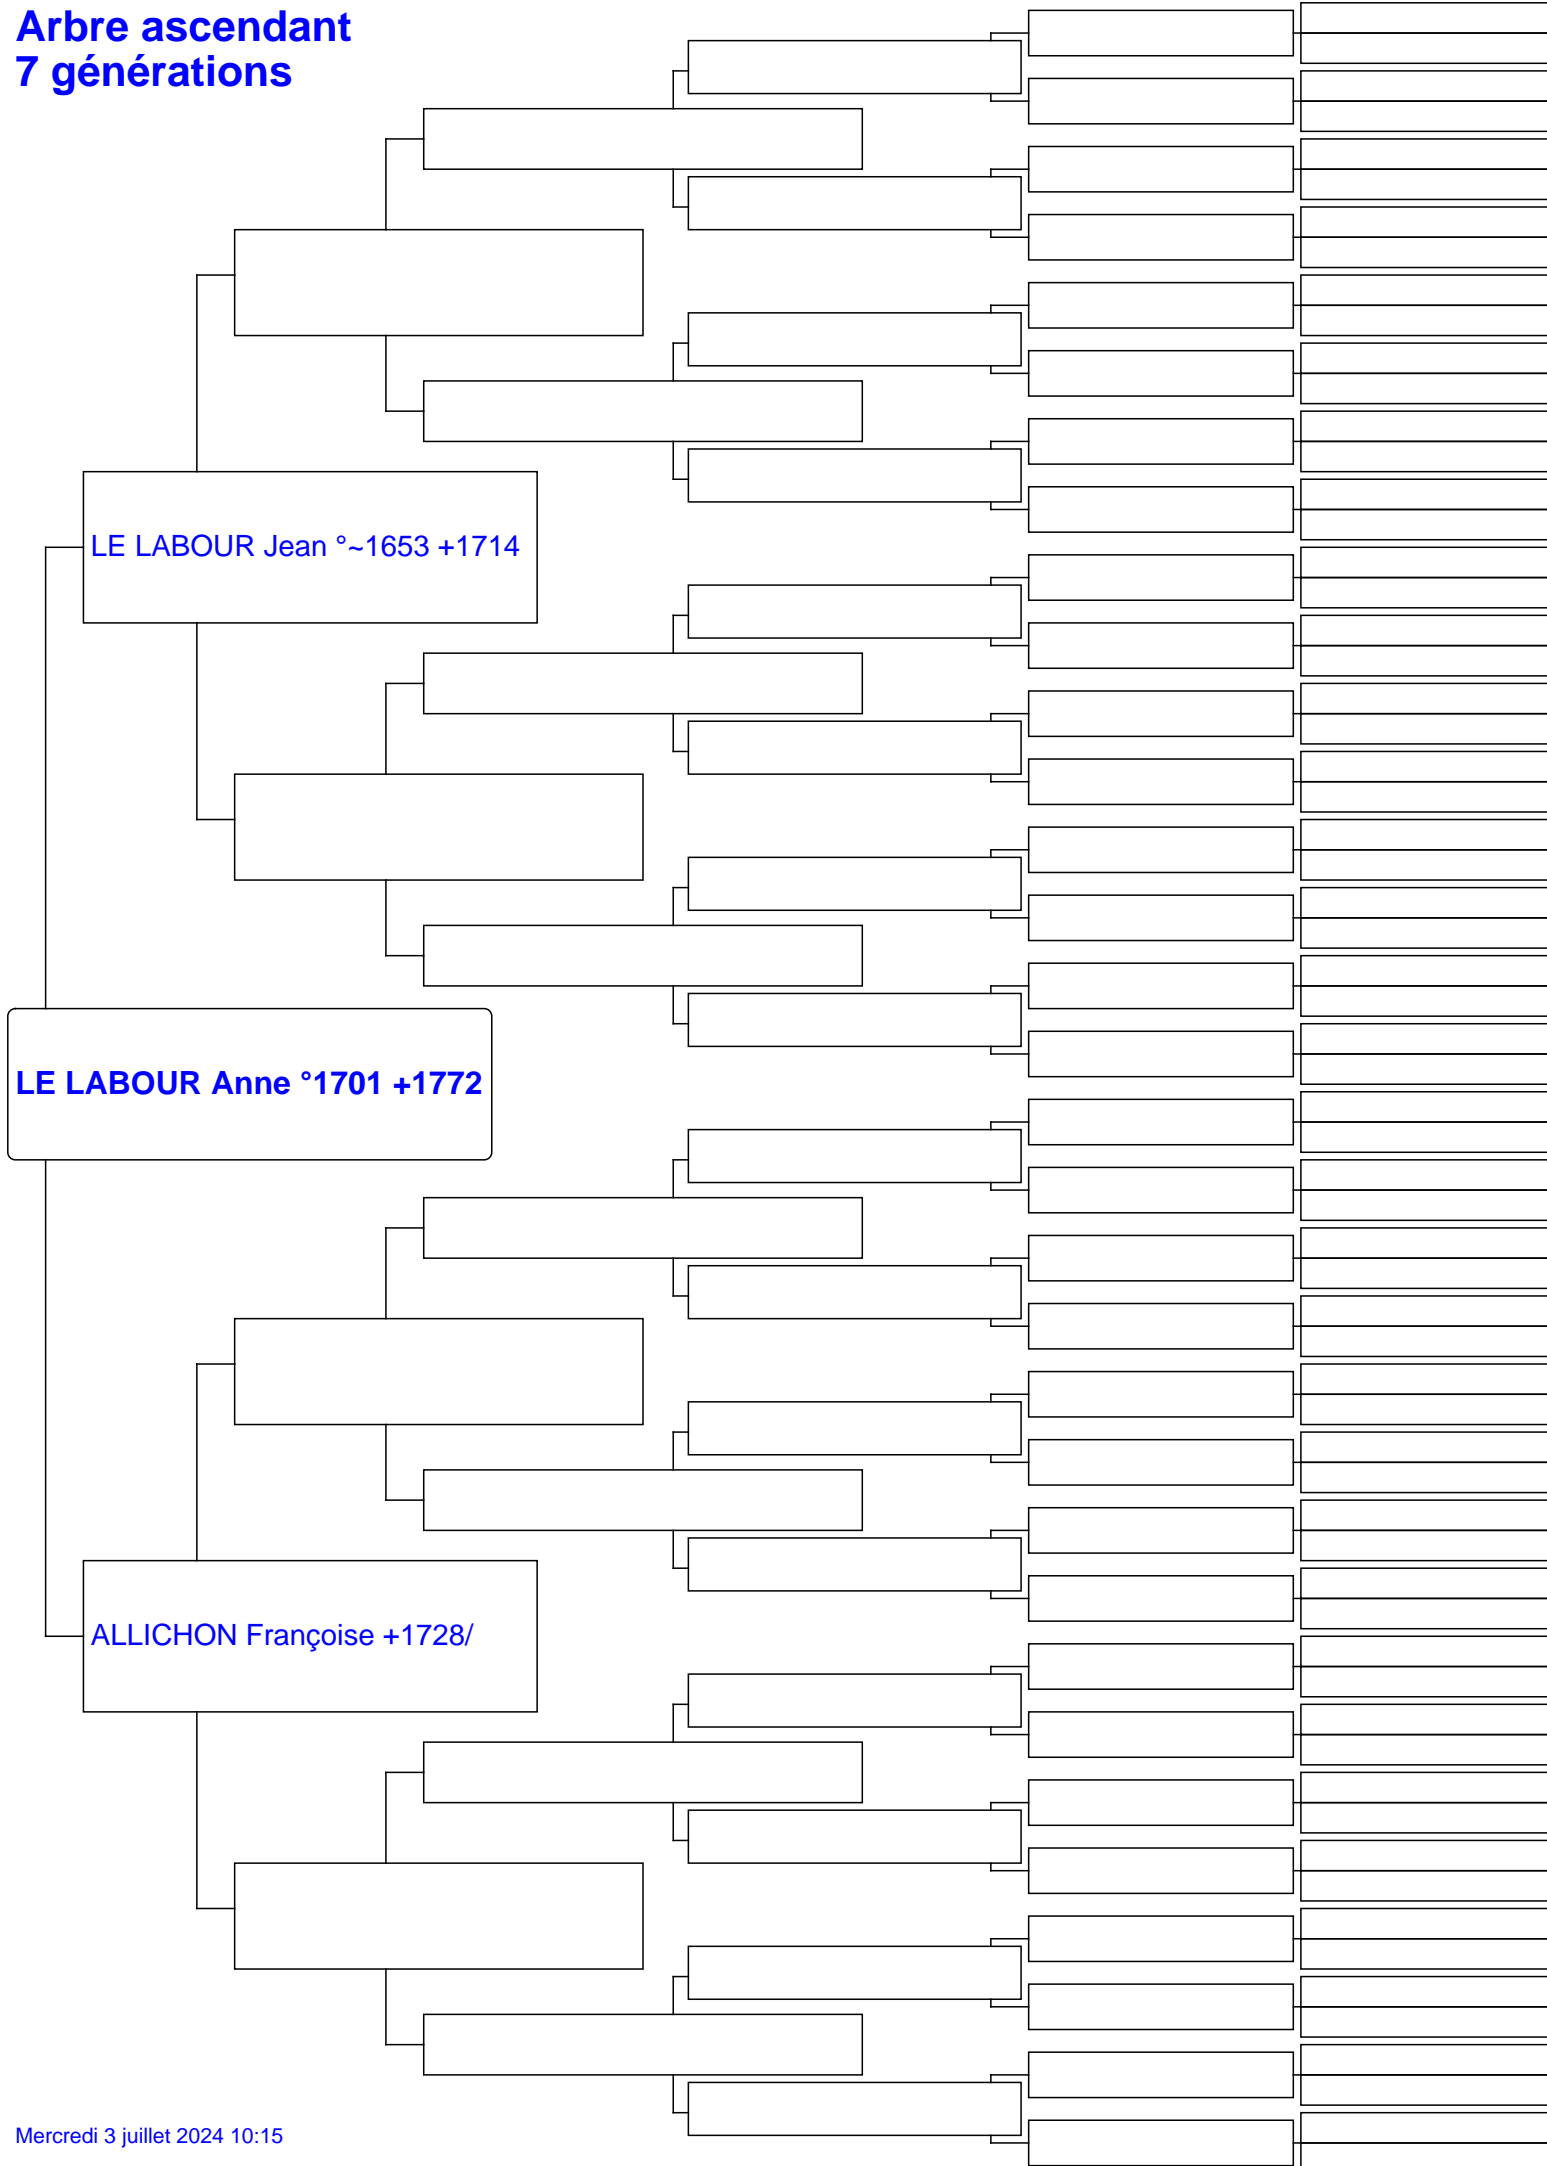 Arbre ascendant
7 générations
LE LABOUR Jean °~1653 +1714
LE LABOUR Anne °1701 +1772
ALLICHON Françoise +1728/
Mercredi 3 juillet 2024 10:15